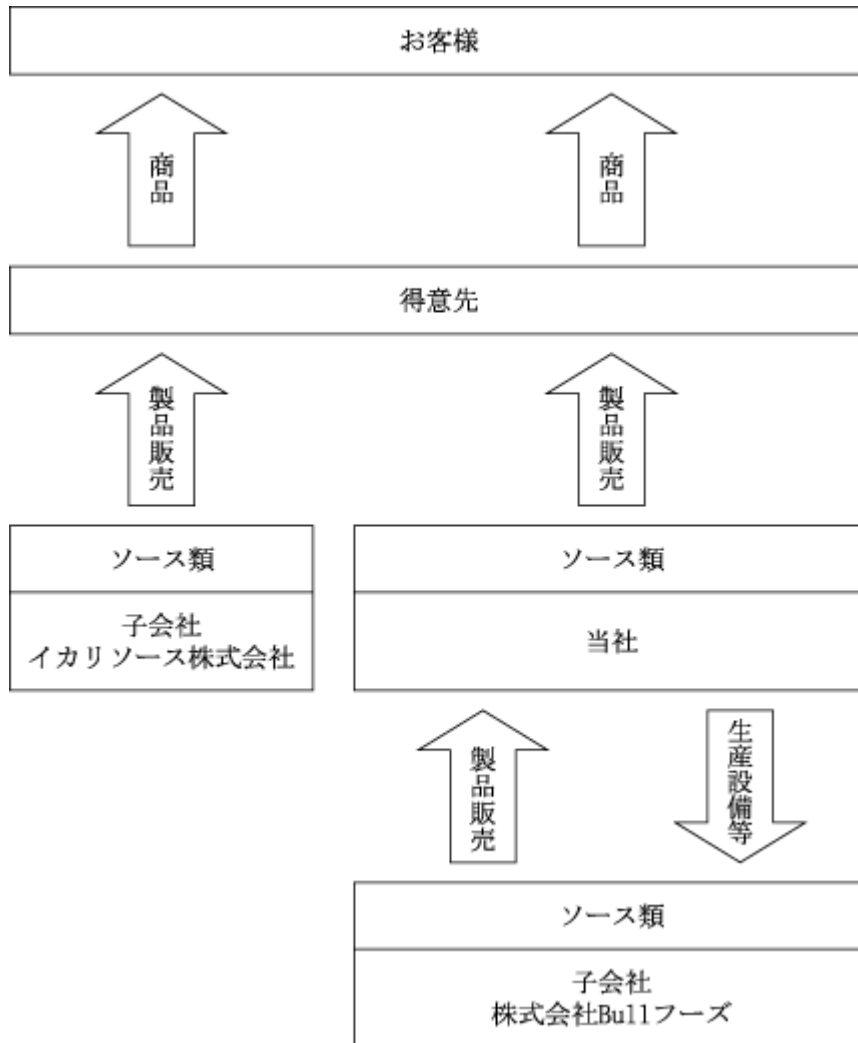 お客様
商品
商品
得意先
製品販売
製品販売
ソース類
子会社
イカリソース株式会社
ソース類
当社
製品販売
生産設備等
ソース類
子会社
株式会社Bullフーズ